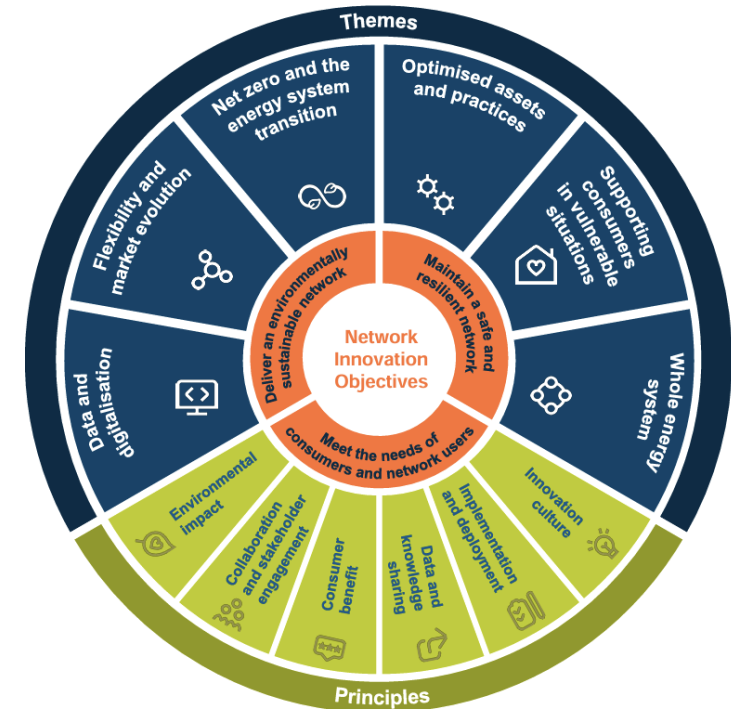 Themes
Data and
digitalisation
Flexibility and
market evolution
Net zero and the
energy system
transition
Optimised assets
and practices
Supporting
consumers
in vulnerable
situations
Whole energy
system
Deliver an environmentally
sustainable network
Maintain a safe and
resilient network
Network
Innovation
Objectives
Meet the needs of
consumers and network users
Environmental
impact
Collaboration
and stakeholder
engagement
Consumer
benefit
Data and
knowledge
sharing
Implementation
and deployment
Innovation
culture
Principles